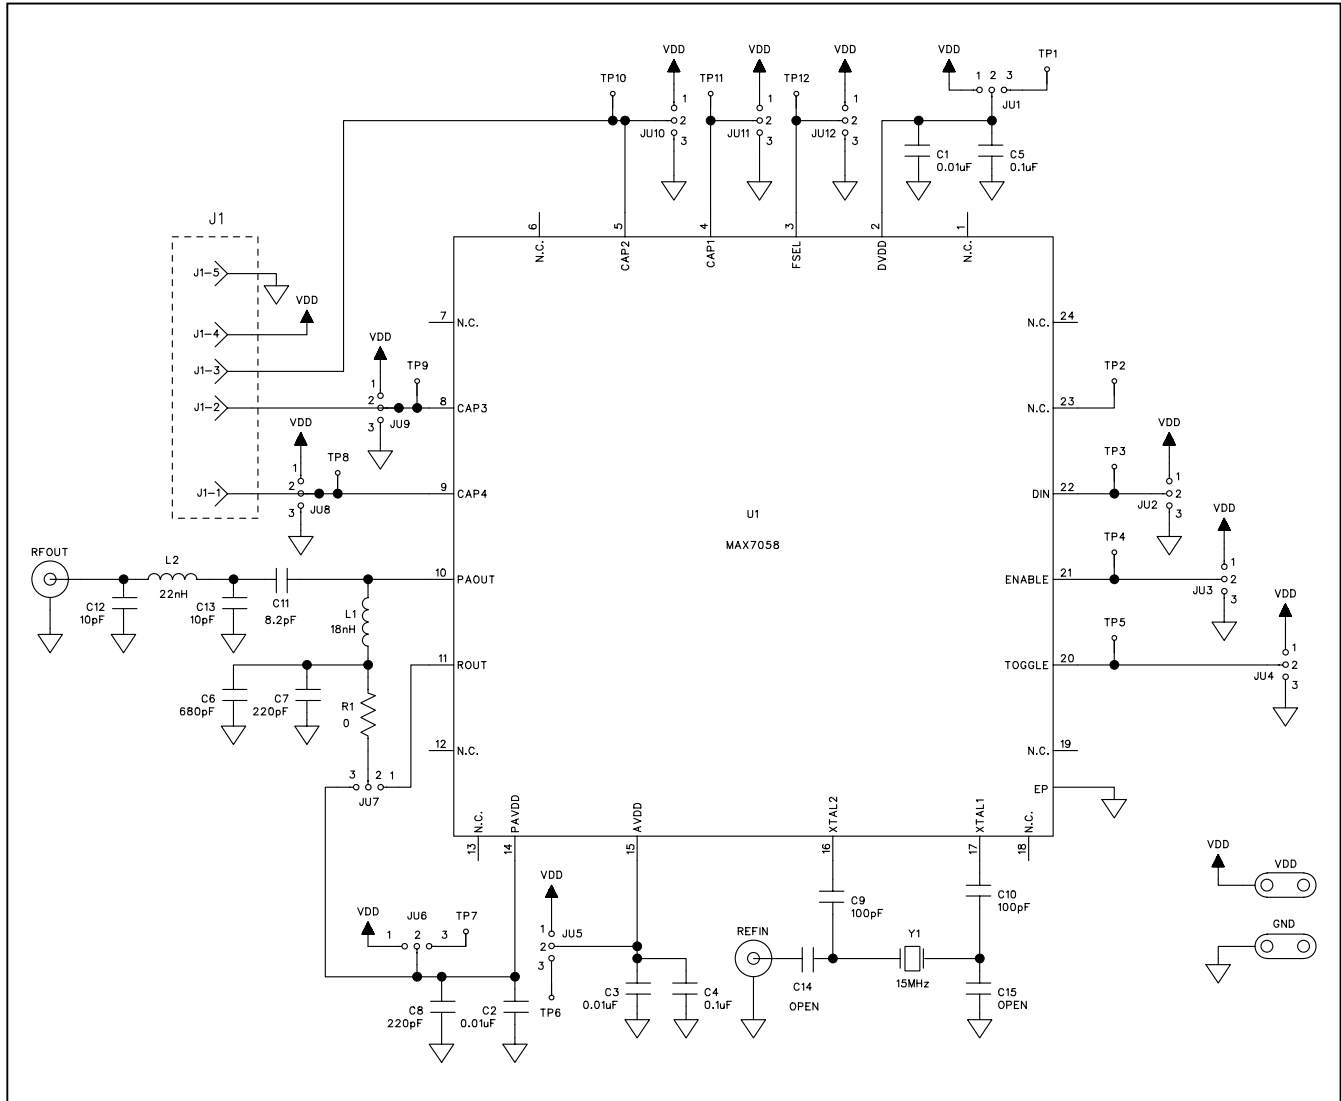 VDD VDD VDD VDD TP1
TP10 TP11 TP12 1 2 3
1 1 1 JU1
2 2 2
JU10 JU11 JU12
3 3 3
C1 C5
0.01uF 0.1uF
J1
6 5 4 3 2 1
N.C. CAP2 CAP1 FSEL DVDD N.C.
J1-5
VDD
J1-4
7 N.C. N.C. 24
VDD
J1-3
TP9 TP2
1
J1-2 2 8 CAP3 N.C. 23
3 JU9
VDD VDD
TP8 TP3
1 1
J1-1 2 9 CAP4 DIN 22 2
3 JU8 JU2 3
U1
VDD
MAX7058
RFOUT L2 TP4
1
10 PAOUT ENABLE 21 2
22nH JU3 3
C12 C13 C11
10pF 10pF 8.2pF
L1
18nH
VDD
TP5
1
11 ROUT TOGGLE 20 2
JU4 3
C6 C7
680pF 220pF
R1
0
12 N.C. N.C. 19
3 2 1
JU7
EP
N.C. PAVDD AVDD XTAL2 XTAL1 N.C.
13 14 15 16 17 18
VDD VDD
VDD
C9 C10
100pF 100pF
VDD JU6 TP7
1 2 3
1 JU5
2
3
REFIN Y1
GND
C14 15MHz
OPEN
C15
OPEN
C8 C2 TP6 C3 C4
220pF 0.01uF 0.01uF 0.1uF